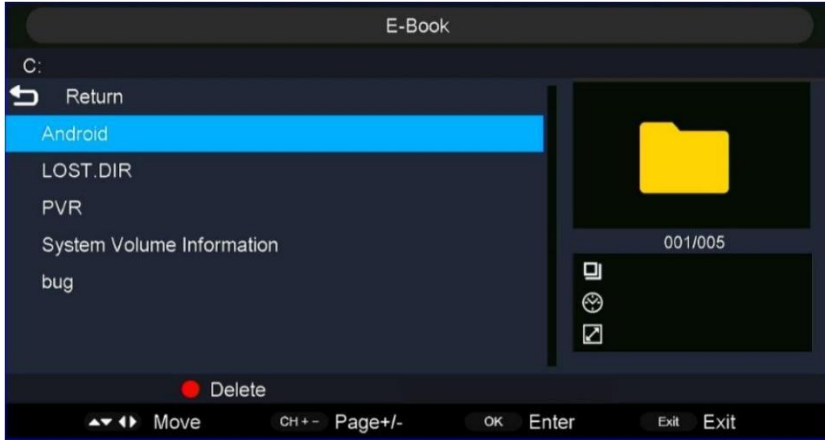 E-Book
C:
Return
Android
LOST.DIR
PVR
System Volume Information
bug
001/005
Delete
Move CH + - Page+/- OK Enter Exit Exit